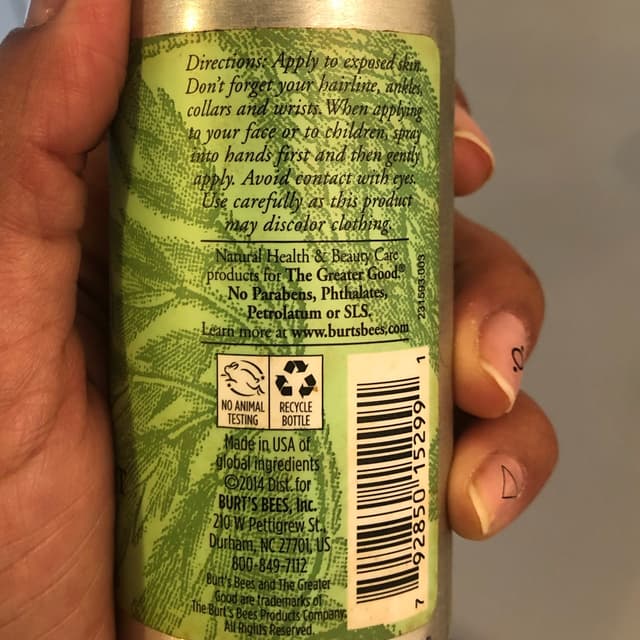 Directions: Apply to exposed skin.
Don't forget your hairline, ankles,
collars and wrists. When applying
to your face or to children, spray
into hands first and then gently
apply. Avoid contact with eyes.
Use carefully as this product
may discolor clothing.
Natural Health & Beauty Care
products for The Greater Good.®
No Parabens, Phthalates,
Petrolatum or SLS.
Learn more at www.burtsbees.com
NO ANIMAL
TESTING
RECYCLE
BOTTLE
Made in USA of
global ingredients
©2014 Dist. for
BURT'S BEES, Inc.
210 W Pettigrew St.,
Durham, NC 27701, US
800-849-7112
Burt's Bees and The Greater
Good are trademarks of
The Burt's Bees Products Company.
All Rights Reserved.
7 92850 15299 1